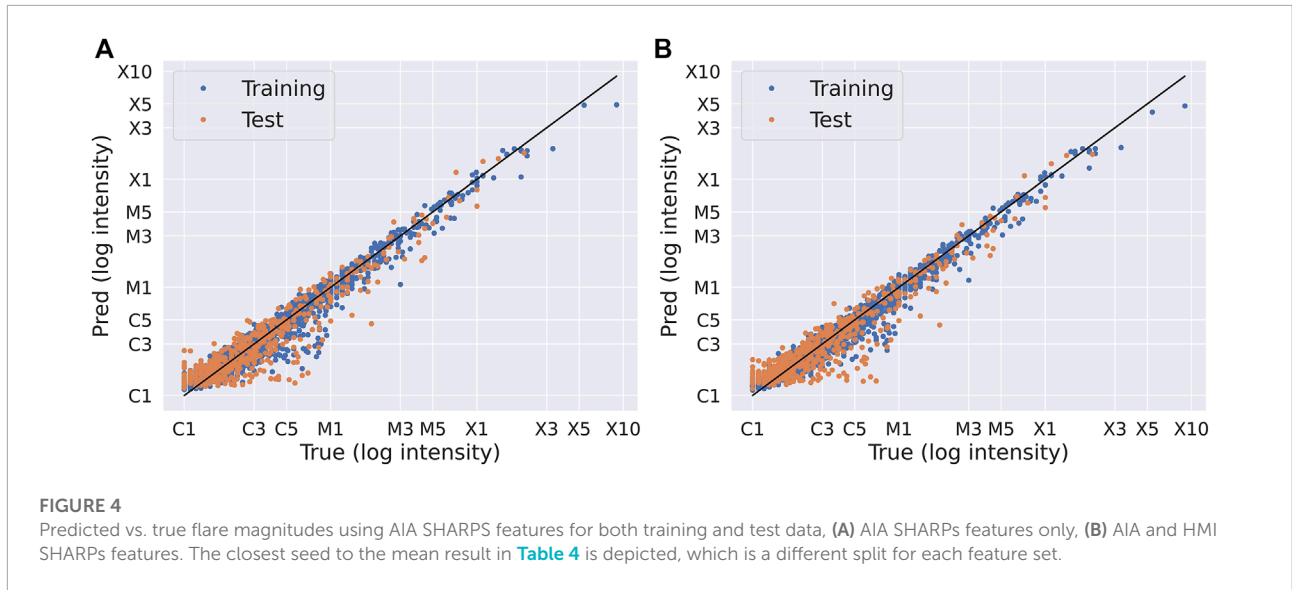 A
X10
X5
X3
X1
M5
M3
M1
C5
C3
C1
Pred (log intensity)
Training
Test
C1 C3 C5 M1 M3 M5 X1 X3 X5 X10
True (log intensity)
B
X10
X5
X3
X1
M5
M3
M1
C5
C3
C1
Pred (log intensity)
Training
Test
C1 C3 C5 M1 M3 M5 X1 X3 X5 X10
True (log intensity)
FIGURE 4
Predicted vs. true flare magnitudes using AIA SHARPS features for both training and test data, (A) AIA SHARPs features only, (B) AIA and HMI
SHARPs features. The closest seed to the mean result in Table 4 is depicted, which is a different split for each feature set.